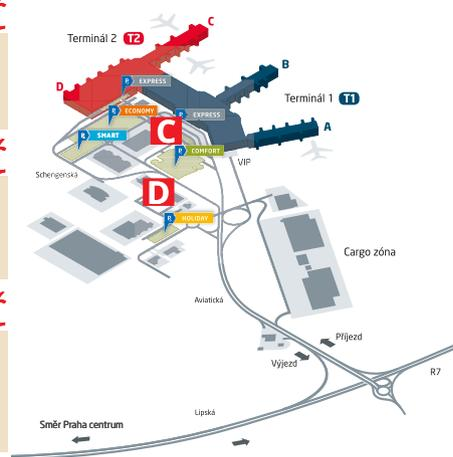 C
Terminál 2 T2
B
D
P EXPRESS
Terminál 1 T1
P ECONOMY
P EXPRESS
A
P SMART
C
P COMFORT
VIP
Schengenská
D
P HOLIDAY
Cargo zóna
Aviatická
Příjezd
Výjezd
R7
Lipská
Směr Praha centrum